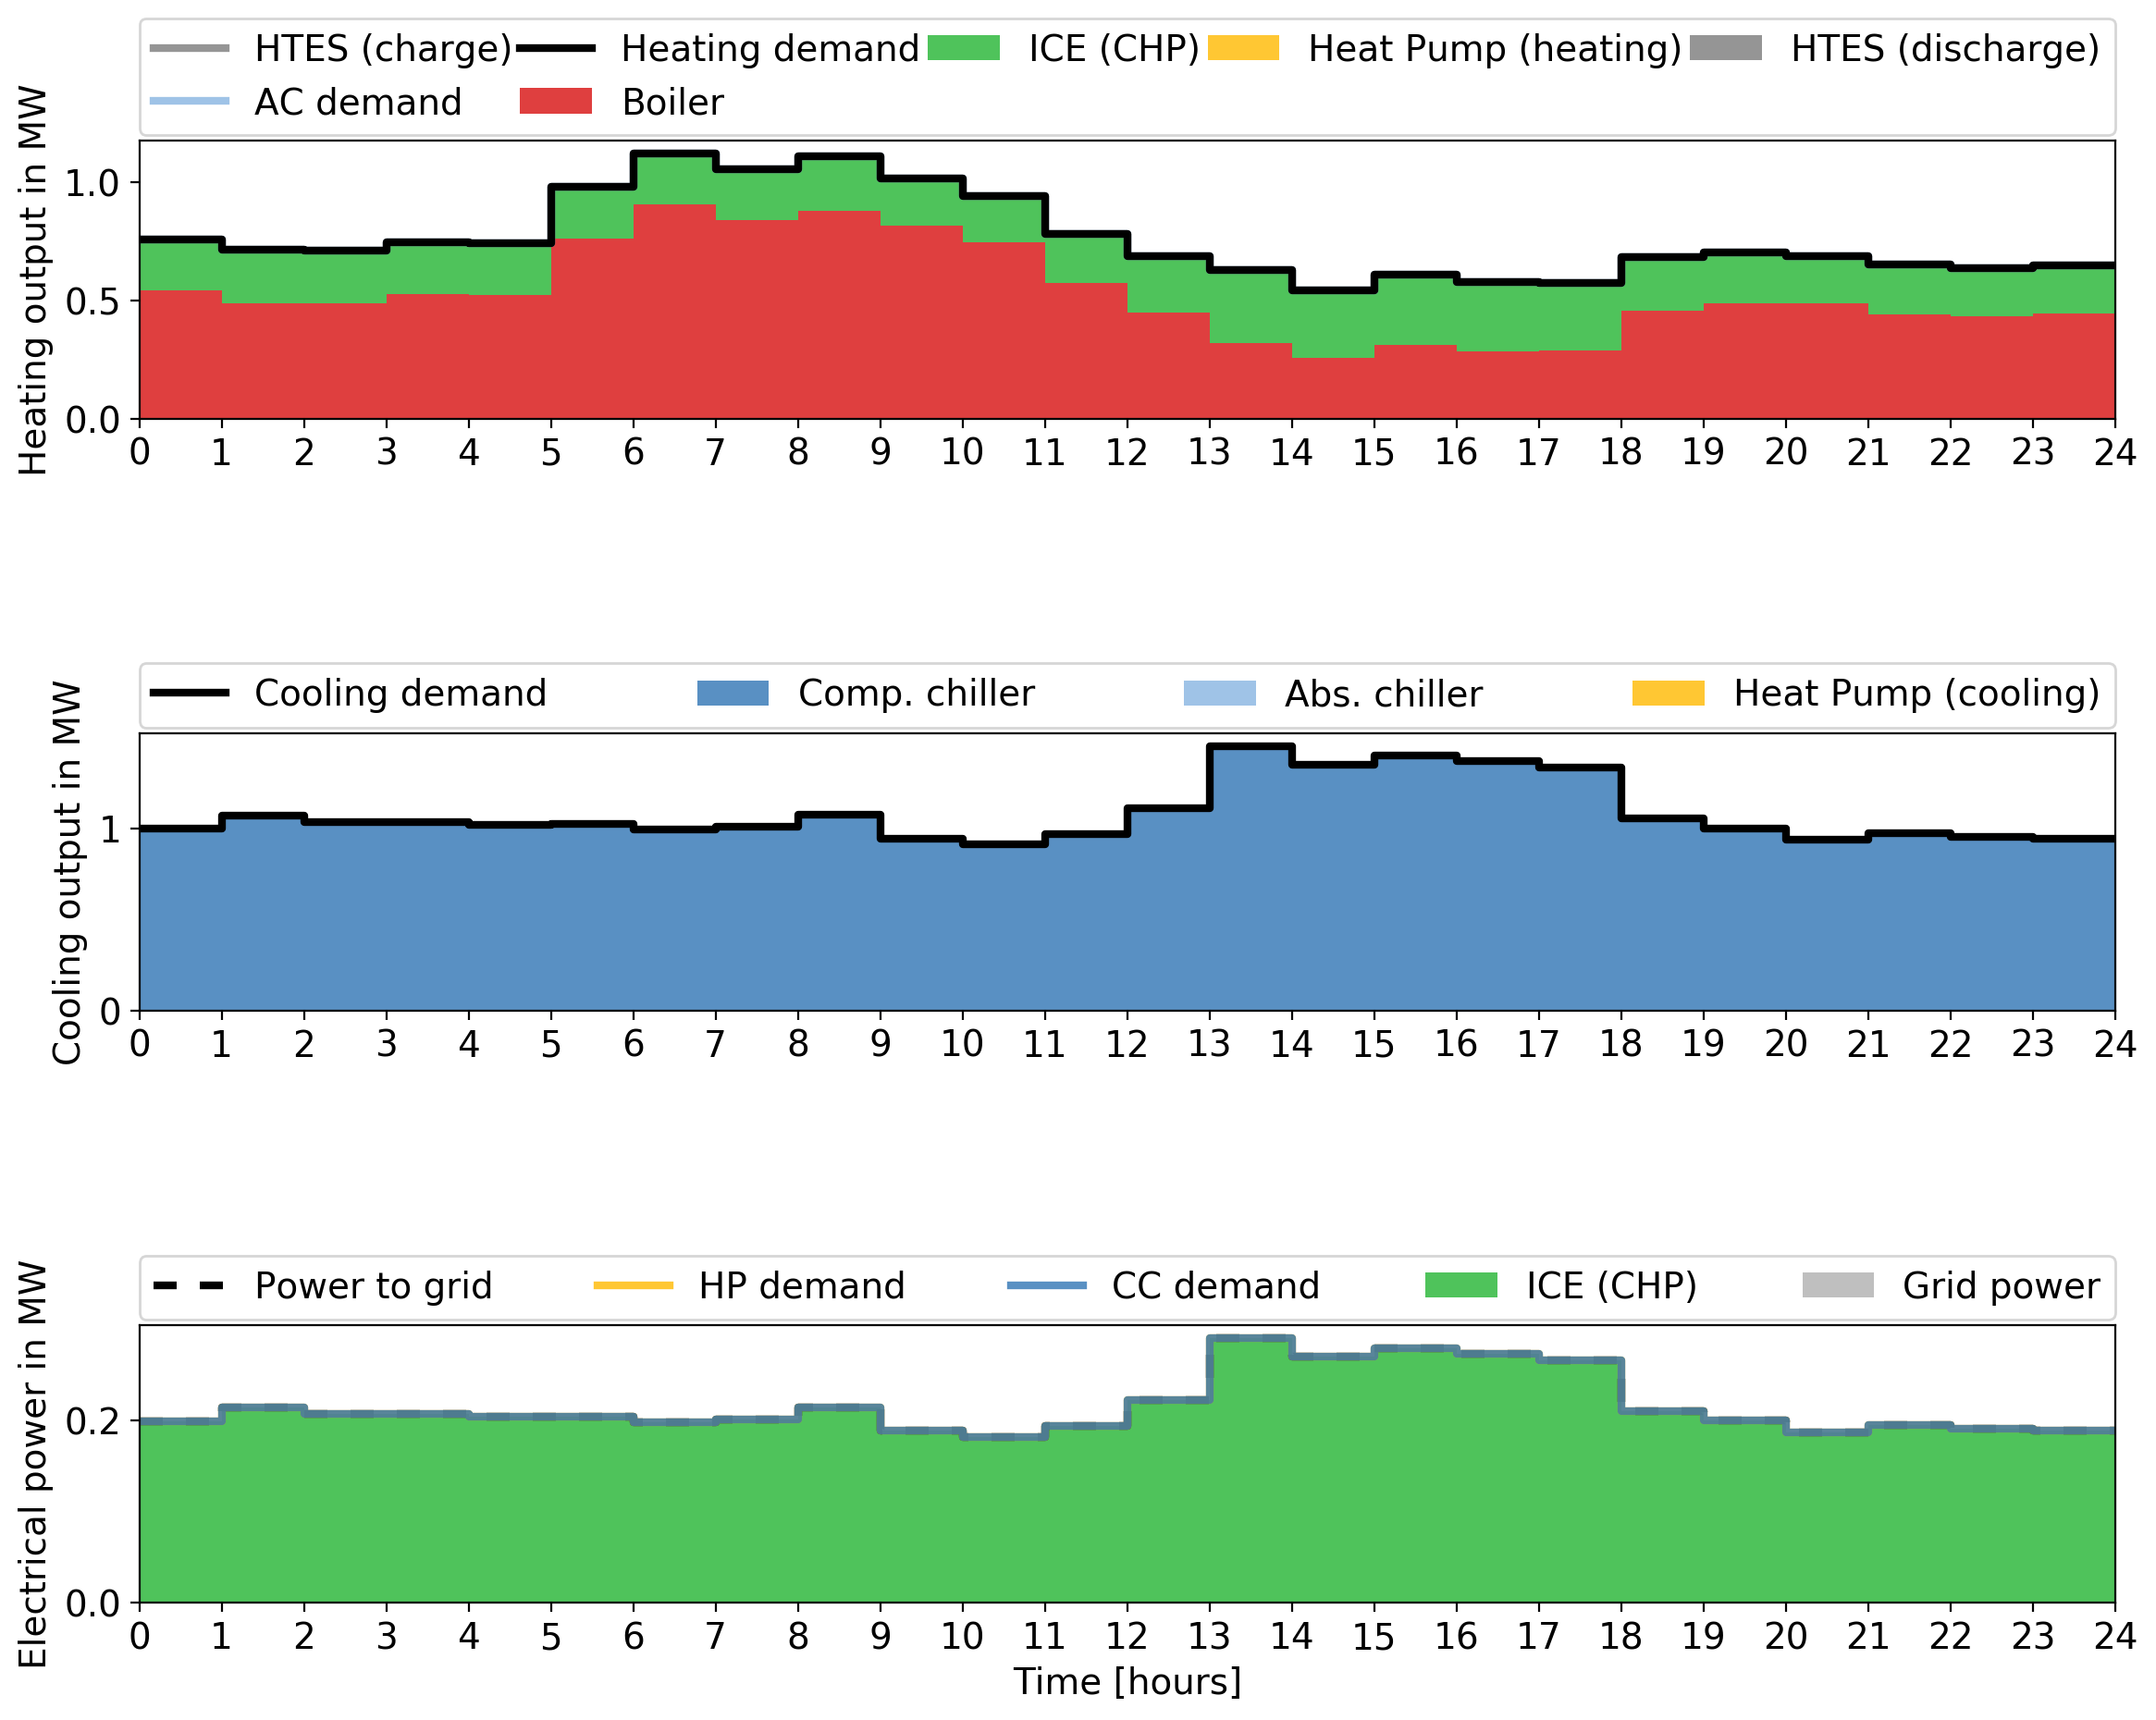 HTES (charge) Heating demand ICE (CHP) Heat Pump (heating) HTES (discharge)
AC demand Boiler
Heating output in MW
1.0
0.5
0.0
0 1 2 3 4 5 6 7 8 9 10 11 12 13 14 15 16 17 18 19 20 21 22 23 24
Cooling demand Comp. chiller Abs. chiller Heat Pump (cooling)
Cooling output in MW
1
0
0 1 2 3 4 5 6 7 8 9 10 11 12 13 14 15 16 17 18 19 20 21 22 23 24
Power to grid HP demand CC demand ICE (CHP) Grid power
Electrical power in MW
0.2
0.0
0 1 2 3 4 5 6 7 8 9 10 11 12 13 14 15 16 17 18 19 20 21 22 23 24
Time [hours]